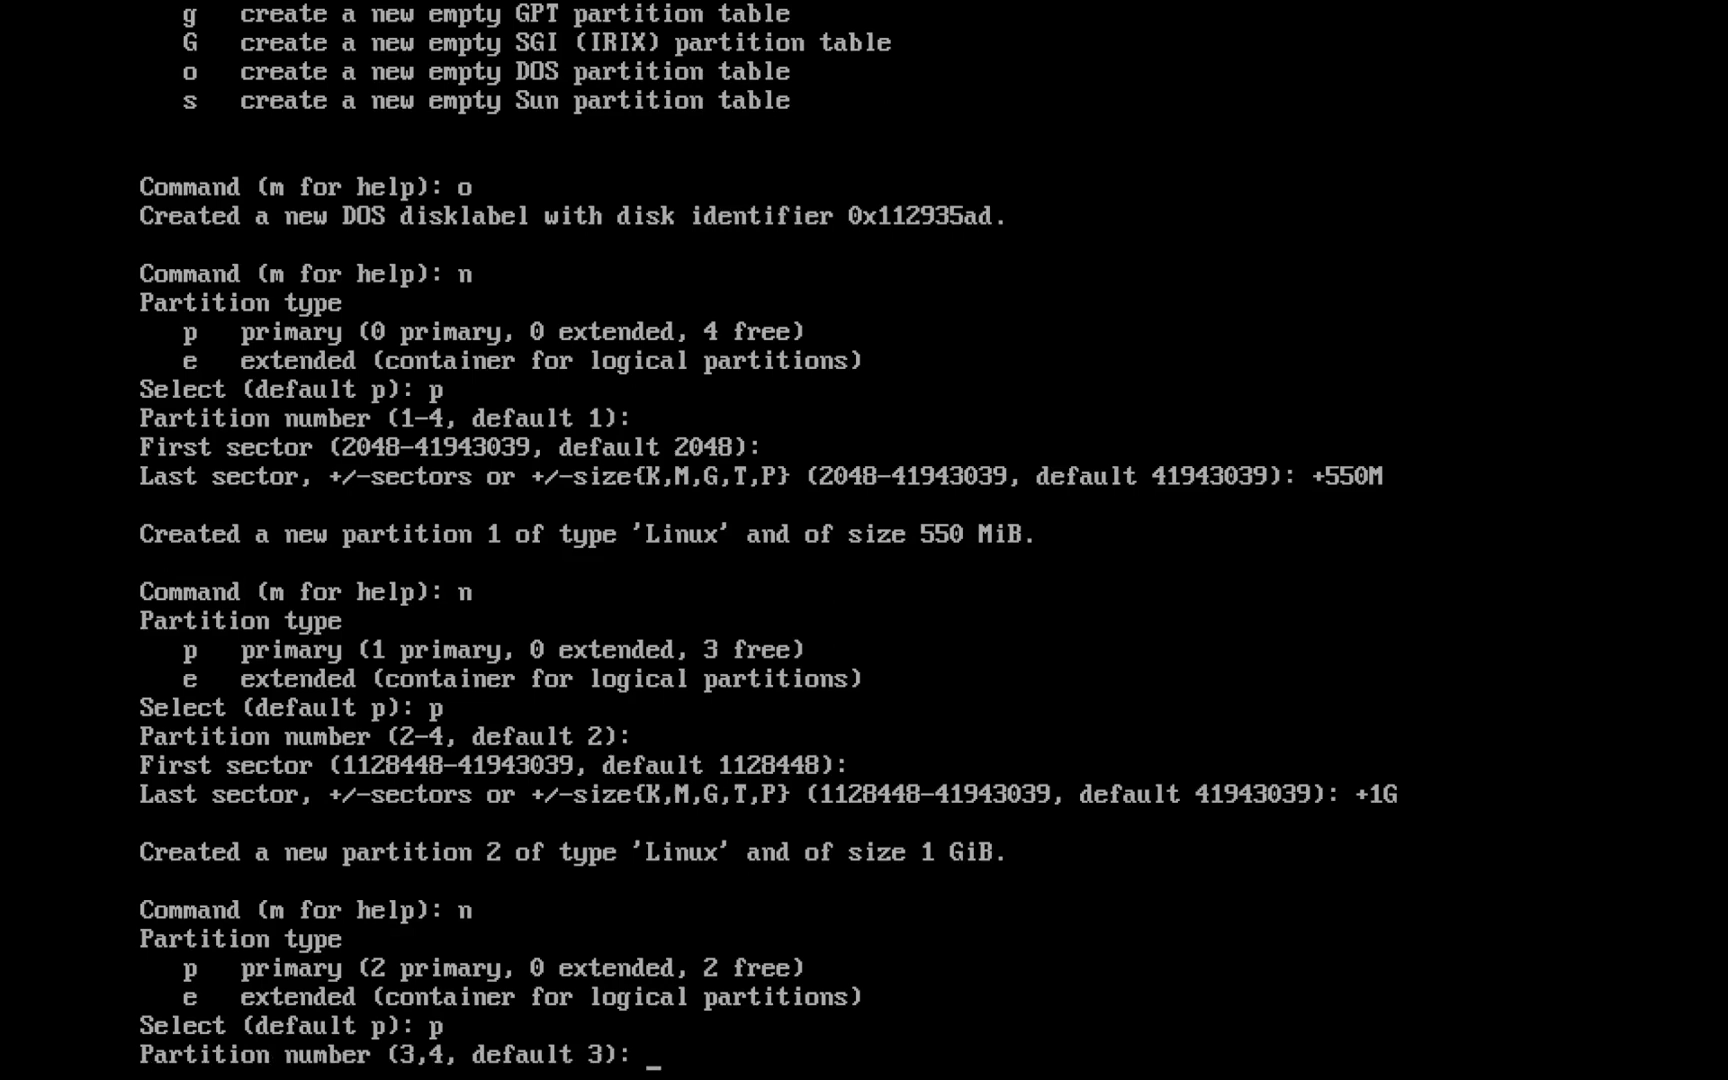 g   create a new empty GPT partition table
G   create a new empty SGI (IRIX) partition table
o   create a new empty DOS partition table
s   create a new empty Sun partition table
Command (m for help): o
Created a new DOS disklabel with disk identifier 0x112935ad.
Command (m for help): n
Partition type
p   primary (0 primary, 0 extended, 4 free)
e   extended (container for logical partitions)
Select (default p): p
Partition number (1-4, default 1):
First sector (2048-41943039, default 2048):
Last sector, +/-sectors or +/-size{K,M,G,T,P} (2048-41943039, default 41943039): +550M
Created a new partition 1 of type 'Linux' and of size 550 MiB.
Command (m for help): n
Partition type
p   primary (1 primary, 0 extended, 3 free)
e   extended (container for logical partitions)
Select (default p): p
Partition number (2-4, default 2):
First sector (1128448-41943039, default 1128448):
Last sector, +/-sectors or +/-size{K,M,G,T,P} (1128448-41943039, default 41943039): +1G
Created a new partition 2 of type 'Linux' and of size 1 GiB.
Command (m for help): n
Partition type
p   primary (2 primary, 0 extended, 2 free)
e   extended (container for logical partitions)
Select (default p): p
Partition number (3,4, default 3): _